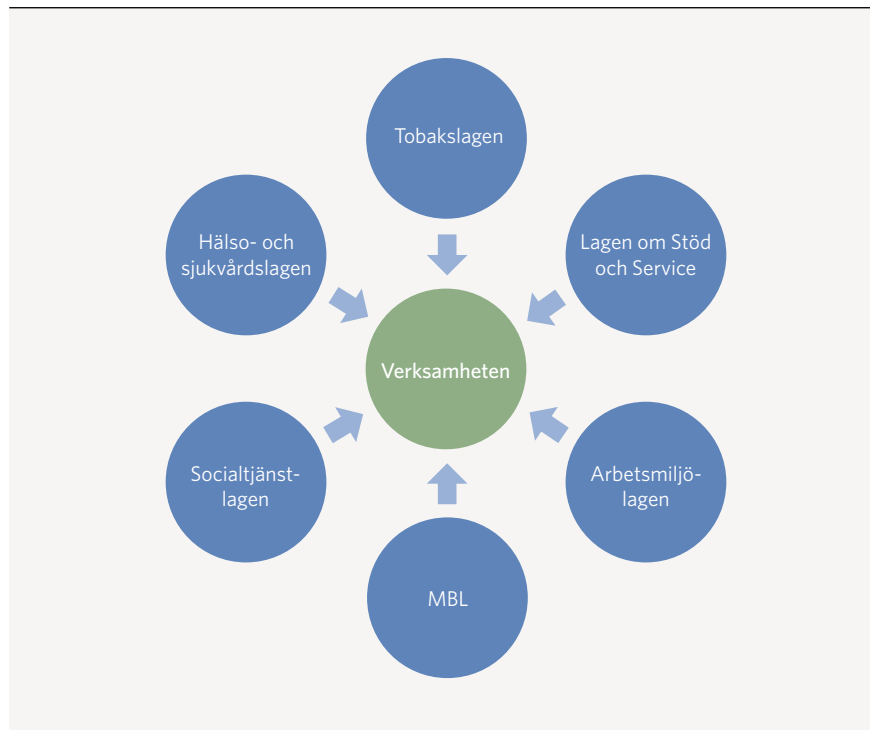 Tobakslagen
Hälso- och
sjukvårdslagen
Lagen om Stöd
och Service
Verksamheten
Socialtjänst-
lagen
Arbetsmiljö-
lagen
MBL